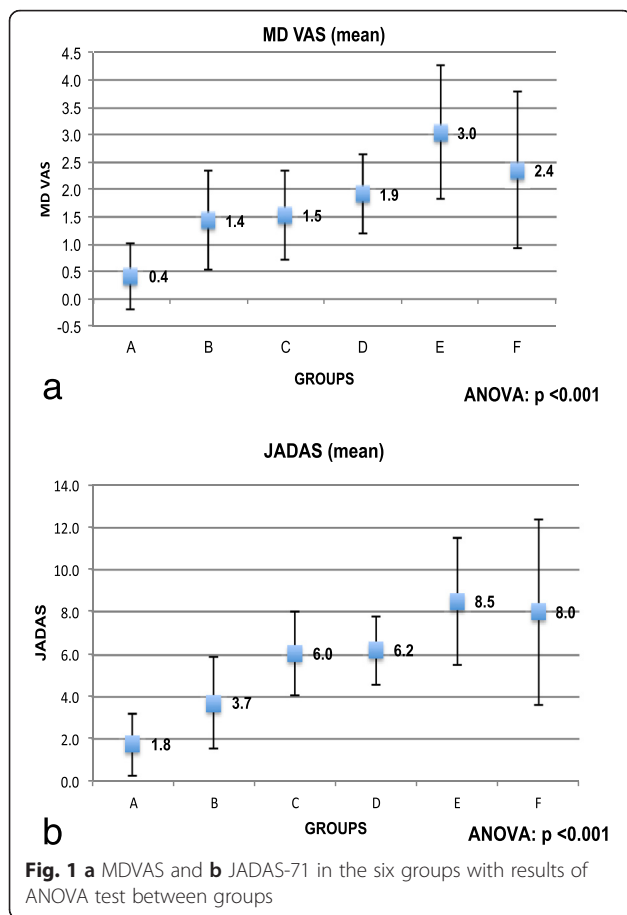 MD VAS (mean)
4.5
4.0
3.5
3.0
2.5
2.0
1.5
1.0
0.5
0.0
-0.5
MD VAS
0.4
1.4
1.5
1.9
3.0
2.4
A B C D E F
GROUPS
a
ANOVA: p <0.001
JADAS (mean)
14.0
12.0
10.0
8.0
6.0
4.0
2.0
0.0
JADAS
1.8
3.7
6.0
6.2
8.5
8.0
A B C D E F
GROUPS
b
ANOVA: p <0.001
Fig. 1 a MDVAS and b JADAS-71 in the six groups with results of
ANOVA test between groups